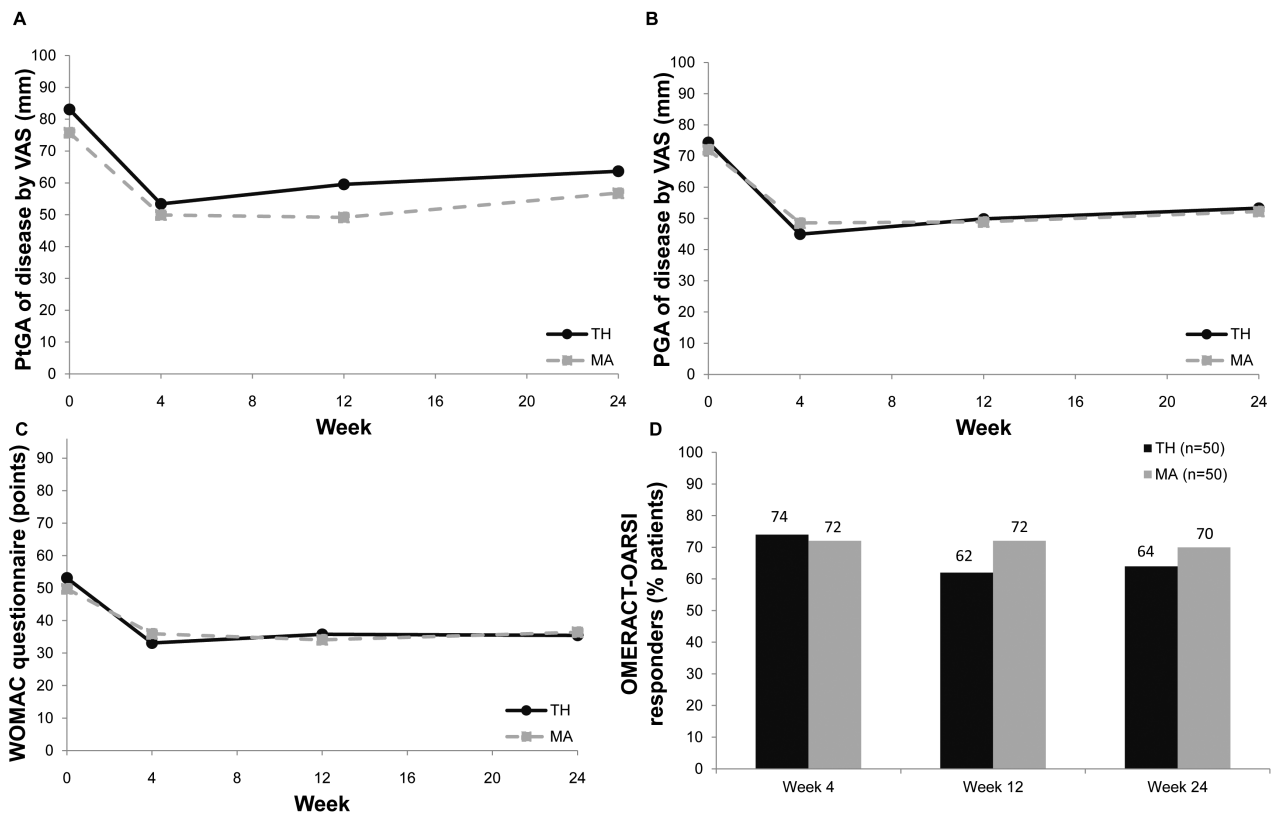 A
PtGA of disease by VAS (mm)
100
90
80
70
60
50
40
30
20
10
0
0 4 8 12 16 20 24
Week
TH
MA
B
PGA of disease by VAS (mm)
100
90
80
70
60
50
40
30
20
10
0
0 4 8 12 16 20 24
Week
TH
MA
C
WOMAC questionnaire (points)
90
80
70
60
50
40
30
20
10
0
0 4 8 12 16 20 24
Week
TH
MA
D
OMERACT-OARSI
responders (% patients)
100
90
80
70
60
50
40
30
20
10
0
TH (n=50)
MA (n=50)
74 72
62 72
64 70
Week 4 Week 12 Week 24